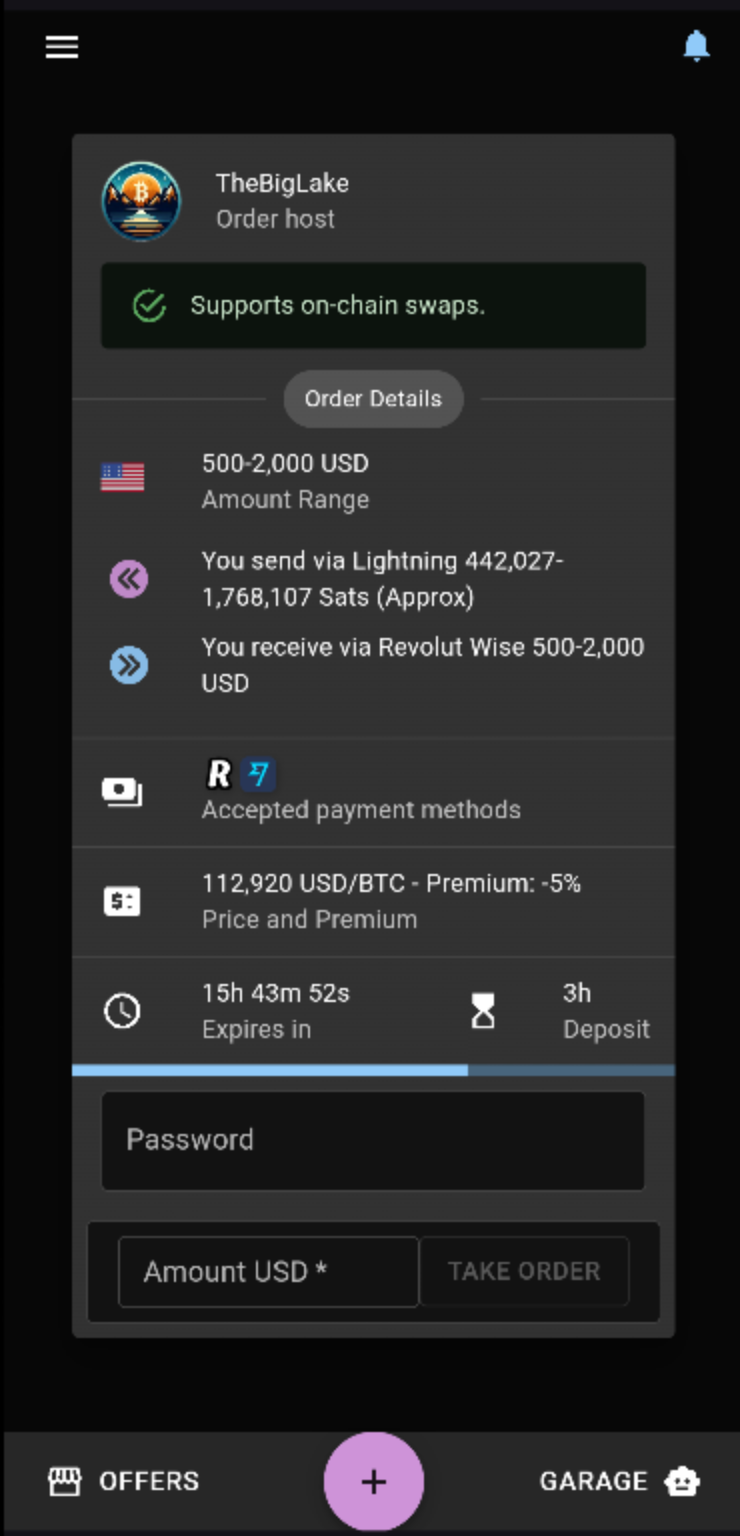 TheBigLake
Order host
Supports on-chain swaps.
Order Details
500-2,000 USD
Amount Range
You send via Lightning 442,027-
1,768,107 Sats (Approx)
You receive via Revolut Wise 500-2,000
USD
R
Accepted payment methods
112,920 USD/BTC - Premium: -5%
Price and Premium
15h 43m 52s
Expires in
3h
Deposit
Password
Amount USD *
TAKE ORDER
OFFERS
+
GARAGE